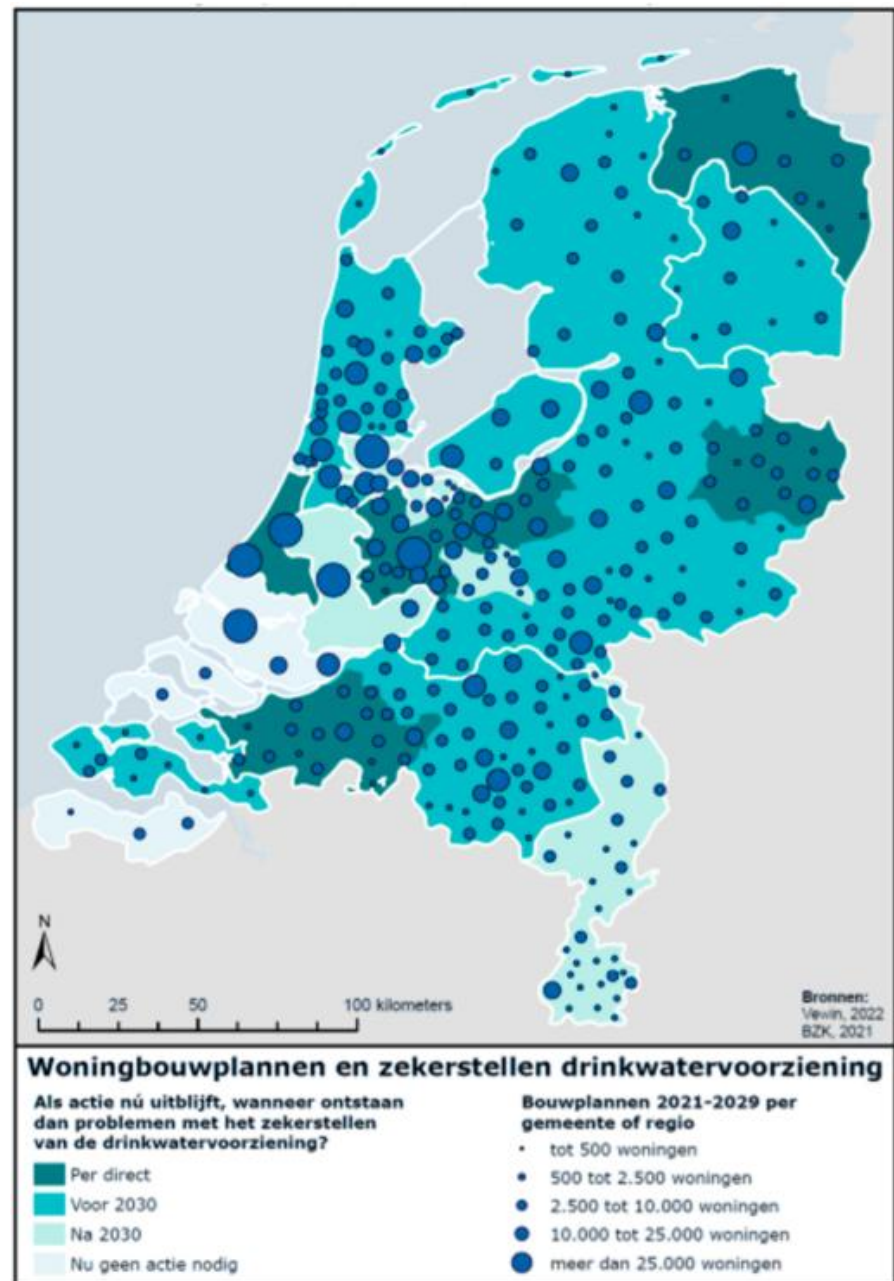 N
0 25 50 100 kilometers
Bronnen:
Vewin, 2022
BZK, 2021
Woningbouwplannen en zekerstellen drinkwatervoorziening
Als actie nú uitblijft, wanneer ontstaan
dan problemen met het zekerstellen
van de drinkwatervoorziening?
Per direct
Voor 2030
Na 2030
Nu geen actie nodig
Bouwplannen 2021-2029 per
gemeente of regio
tot 500 woningen
500 tot 2.500 woningen
2.500 tot 10.000 woningen
10.000 tot 25.000 woningen
meer dan 25.000 woningen